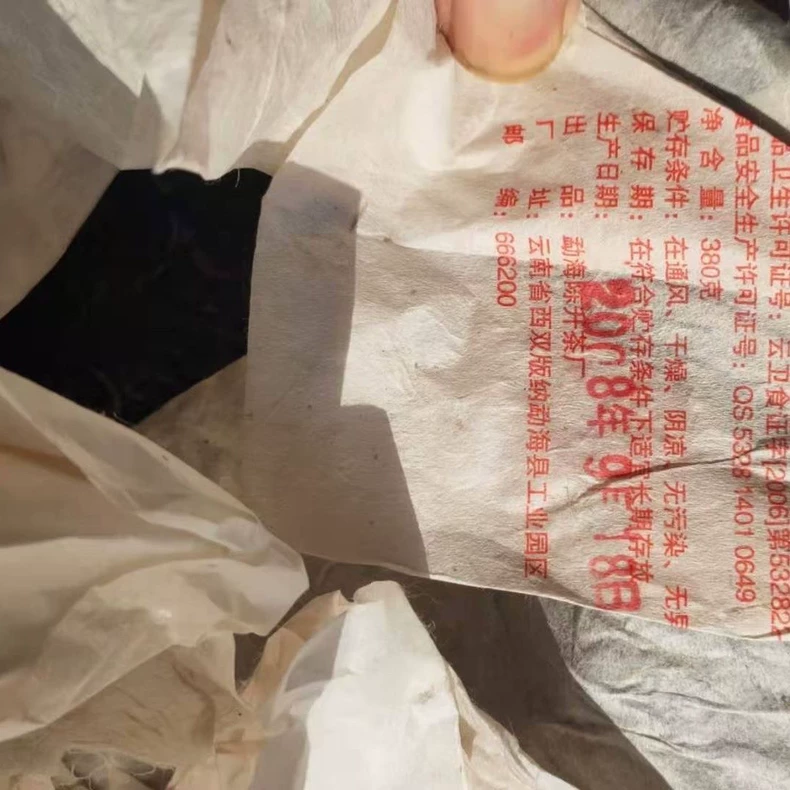 品卫生许可证号：云卫食证字[2006]第53282
食品安全生产许可证号：QS 5328 1401 0649
净含量：380克
贮存条件：在通风、干燥、阴凉、无污染、无异
保存期：在符合贮存条件下适宜长期存放
生产日期：2008年9月18日
出品：勐海陈升茶厂
厂址：云南省西双版纳勐海县工业园区
邮编：666200